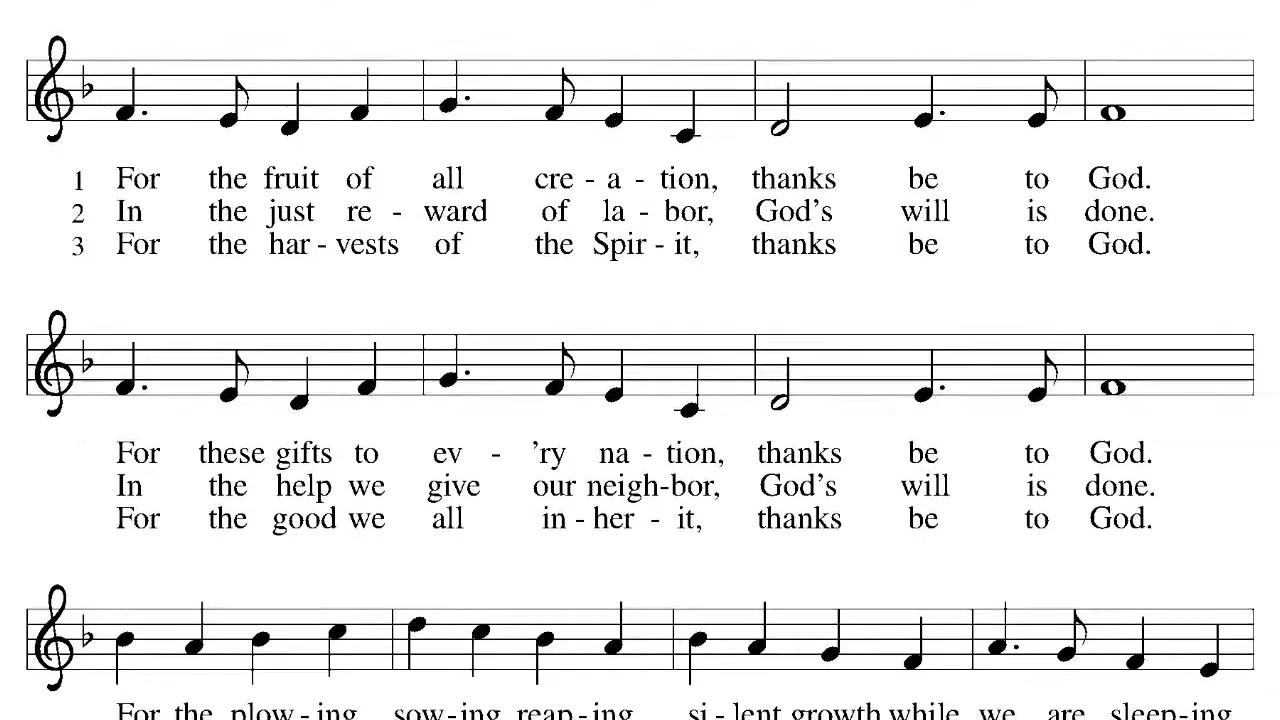 1 For the fruit of all cre - a - tion, thanks be to God.
2 In the just re - ward of la - bor, God's will is done.
3 For the har - vests of the Spir - it, thanks be to God.
For these gifts to ev - 'ry na - tion, thanks be to God.
In the help we give our neigh-bor, God's will is done.
For the good we all in - her - it, thanks be to God.
For the plow - ing, sow-ing, reap-ing, si - lent growth while we are sleep-ing,